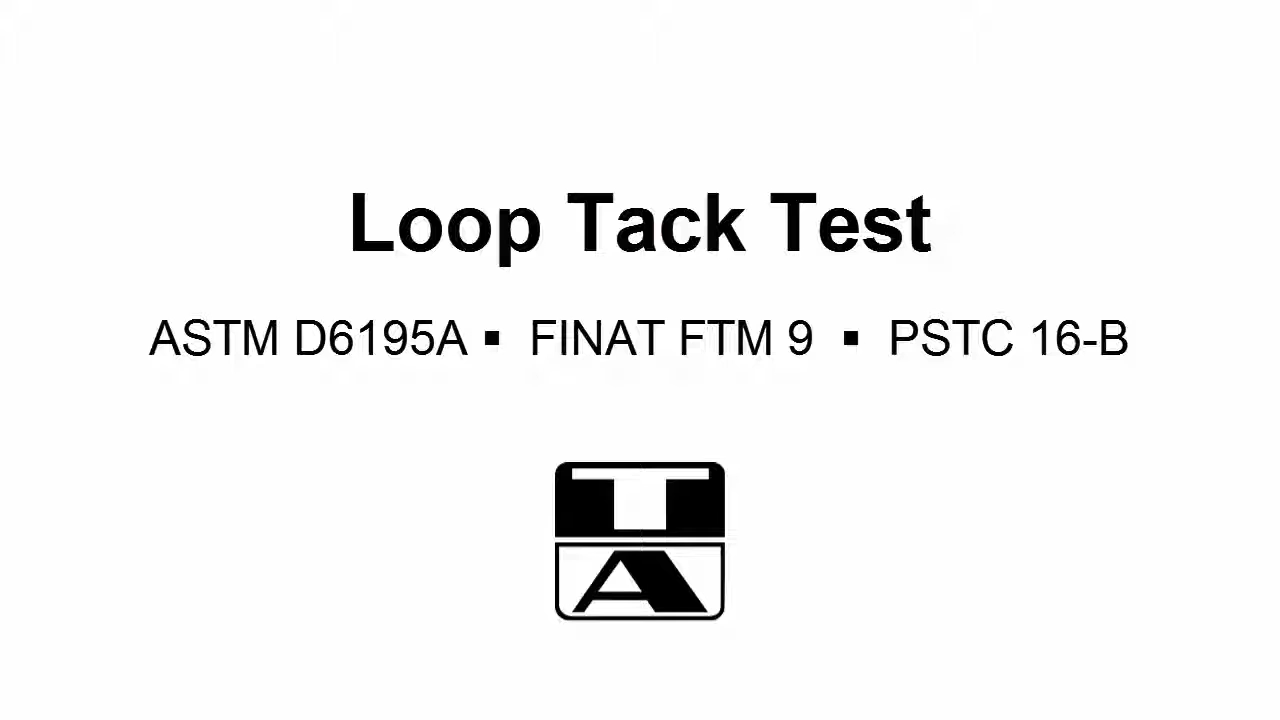 Loop Tack Test
ASTM D6195A ▪ FINAT FTM 9 ▪ PSTC 16-B
T
A